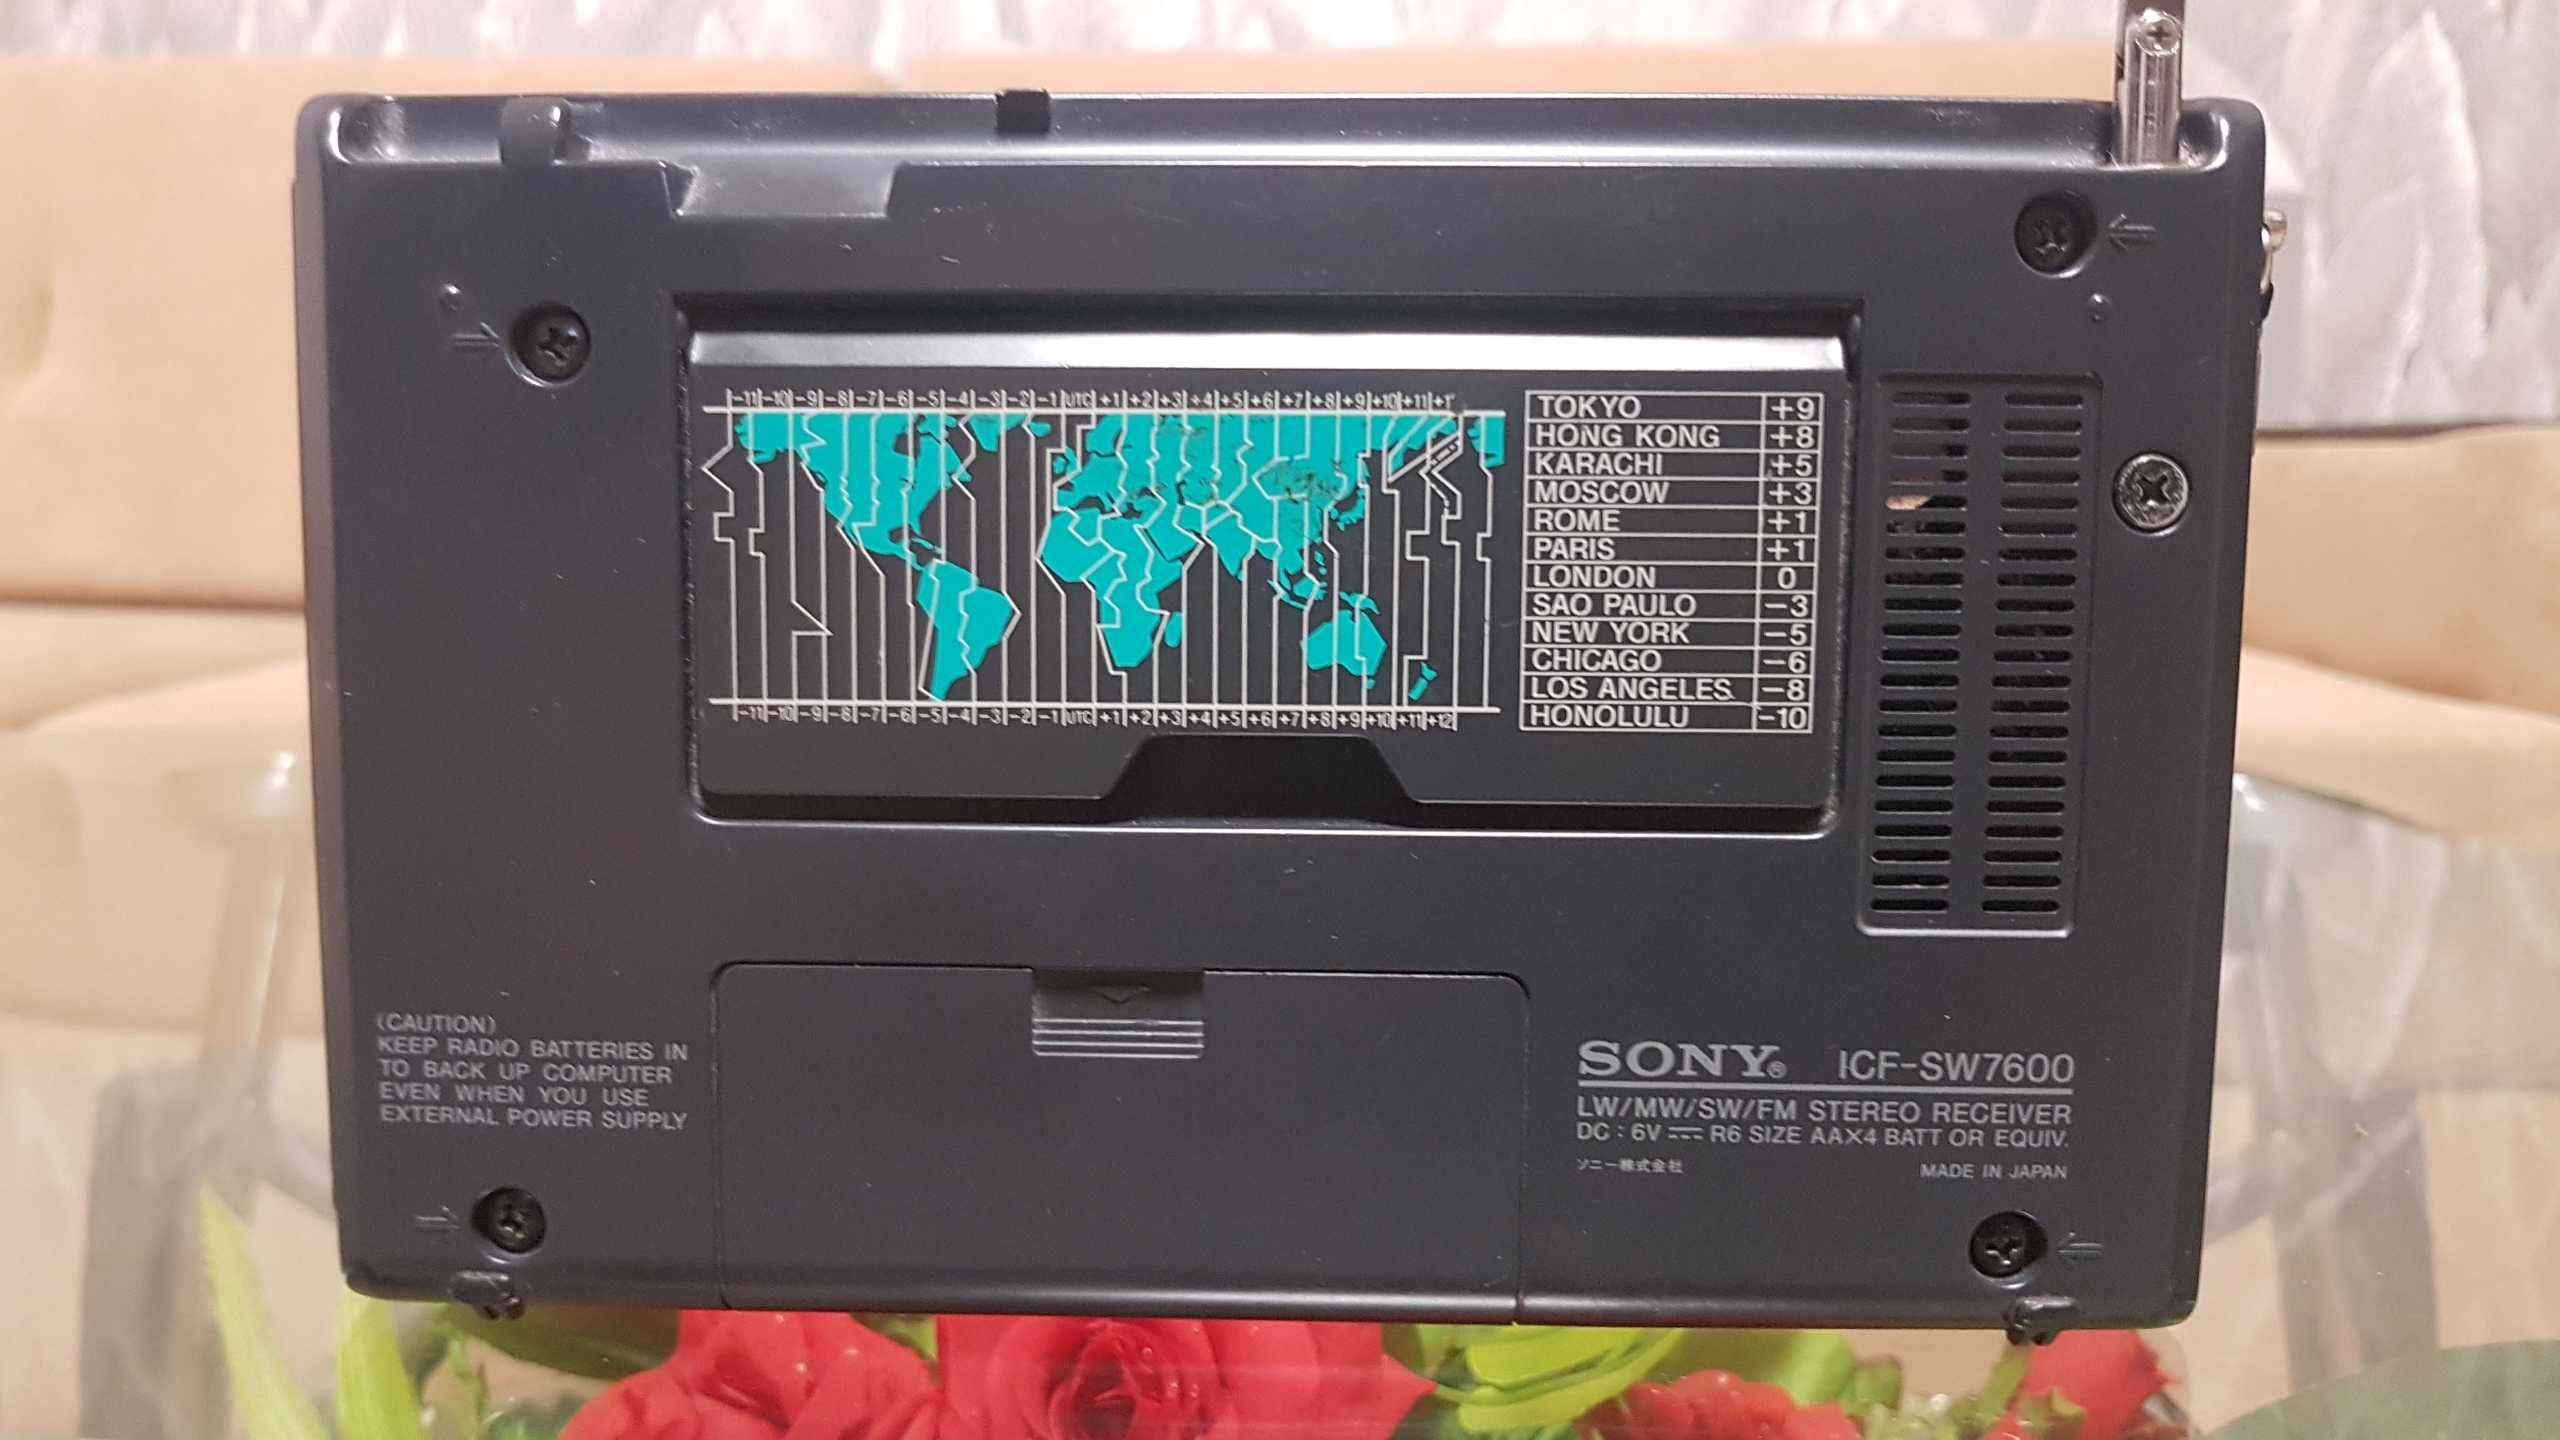 -11 -10 -9 -8 -7 -6 -5 -4 -3 -2 -1 UTC +1 +2 +3 +4 +5 +6 +7 +8 +9 +10 +11
TOKYO +9
HONG KONG +8
KARACHI +5
MOSCOW +3
ROME +1
PARIS +1
LONDON 0
SAO PAULO -3
NEW YORK -5
CHICAGO -6
LOS ANGELES -8
HONOLULU -10
-11 -10 -9 -8 -7 -6 -5 -4 -3 -2 -1 UTC +1 +2 +3 +4 +5 +6 +7 +8 +9 +10 +11 +12
(CAUTION)
KEEP RADIO BATTERIES IN
TO BACK UP COMPUTER
EVEN WHEN YOU USE
EXTERNAL POWER SUPPLY
SONY® ICF-SW7600
LW/MW/SW/FM STEREO RECEIVER
DC : 6V ⎓ R6 SIZE AA×4 BATT OR EQUIV.
ソニー株式会社 MADE IN JAPAN